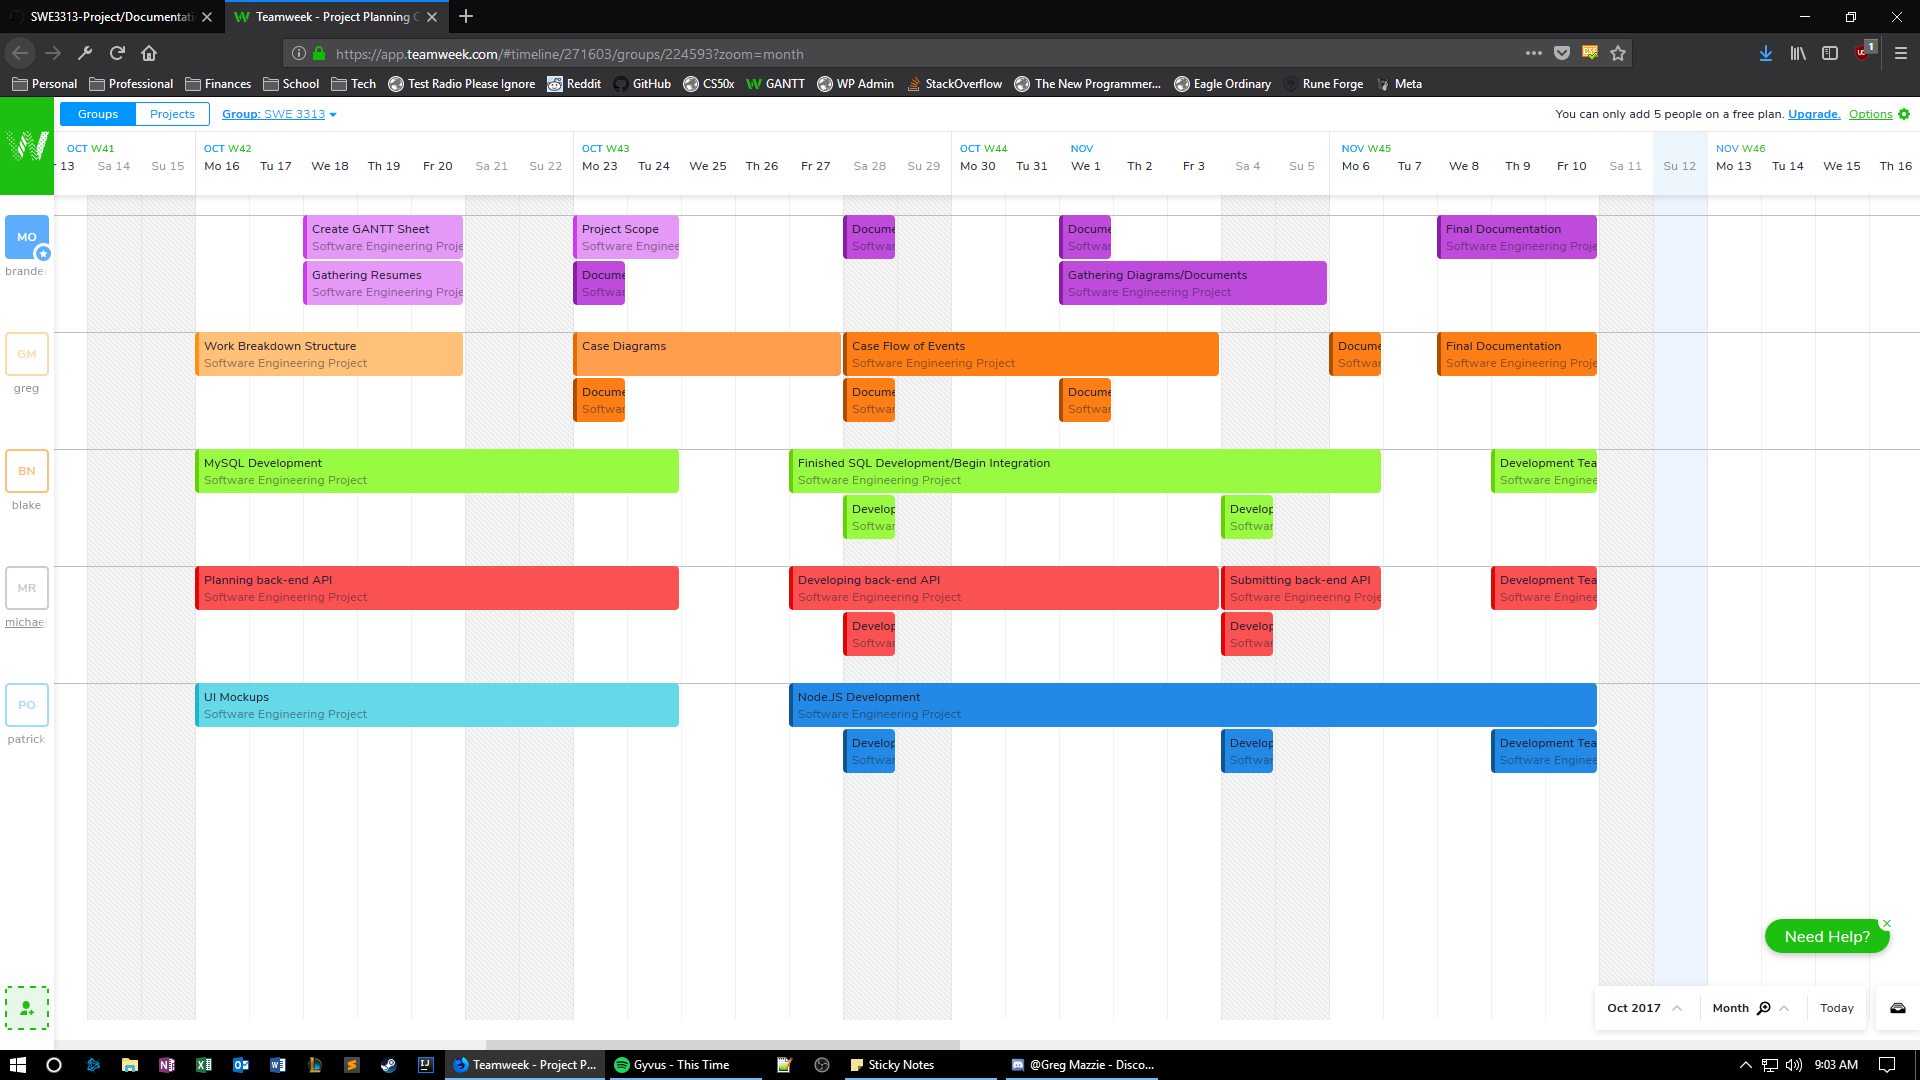 SWE3313-Project/Documentati
Teamweek - Project Planning C
https://app.teamweek.com/#timeline/271603/groups/224593?zoom=month
1
Personal Professional Finances School Tech Test Radio Please Ignore Reddit GitHub CS50x GANTT WP Admin StackOverflow The New Programmer... Eagle Ordinary Rune Forge Meta
Groups Projects Group: SWE 3313
You can only add 5 people on a free plan. Upgrade. Options
OCT W41 OCT W42 OCT W43 OCT W44 NOV NOV W45 NOV W46
13 Sa 14 Su 15 Mo 16 Tu 17 We 18 Th 19 Fr 20 Sa 21 Su 22 Mo 23 Tu 24 We 25 Th 26 Fr 27 Sa 28 Su 29 Mo 30 Tu 31 We 1 Th 2 Fr 3 Sa 4 Su 5 Mo 6 Tu 7 We 8 Th 9 Fr 10 Sa 11 Su 12 Mo 13 Tu 14 We 15 Th 16
MO
brande
Create GANTT Sheet Project Scope Docume Docume Final Documentation
Software Engineering Proje Software Enginee Softwar Softwar Software Engineering Proje
Gathering Resumes Docume Gathering Diagrams/Documents
Software Engineering Proje Softwar Software Engineering Project
GM
greg
Work Breakdown Structure Case Diagrams Case Flow of Events Docume Final Documentation
Software Engineering Project Software Engineering Project Softwar Software Engineering Proje
Docume Docume Docume
Softwar Softwar Softwar
BN
blake
MySQL Development Finished SQL Development/Begin Integration Development Tea
Software Engineering Project Software Engineering Project Software Enginee
Develop Develop
Softwar Softwar
MR
michae
Planning back-end API Developing back-end API Submitting back-end API Development Tea
Software Engineering Project Software Engineering Project Software Engineering Proje Software Enginee
Develop Develop
Softwar Softwar
PO
patrick
UI Mockups Node.JS Development
Software Engineering Project Software Engineering Project
Develop Develop Development Tea
Softwar Softwar Software Enginee
Need Help?
Oct 2017 Month Today
Teamweek - Project P... Gyvus - This Time Sticky Notes @Greg Mazzie - Disco... 9:03 AM